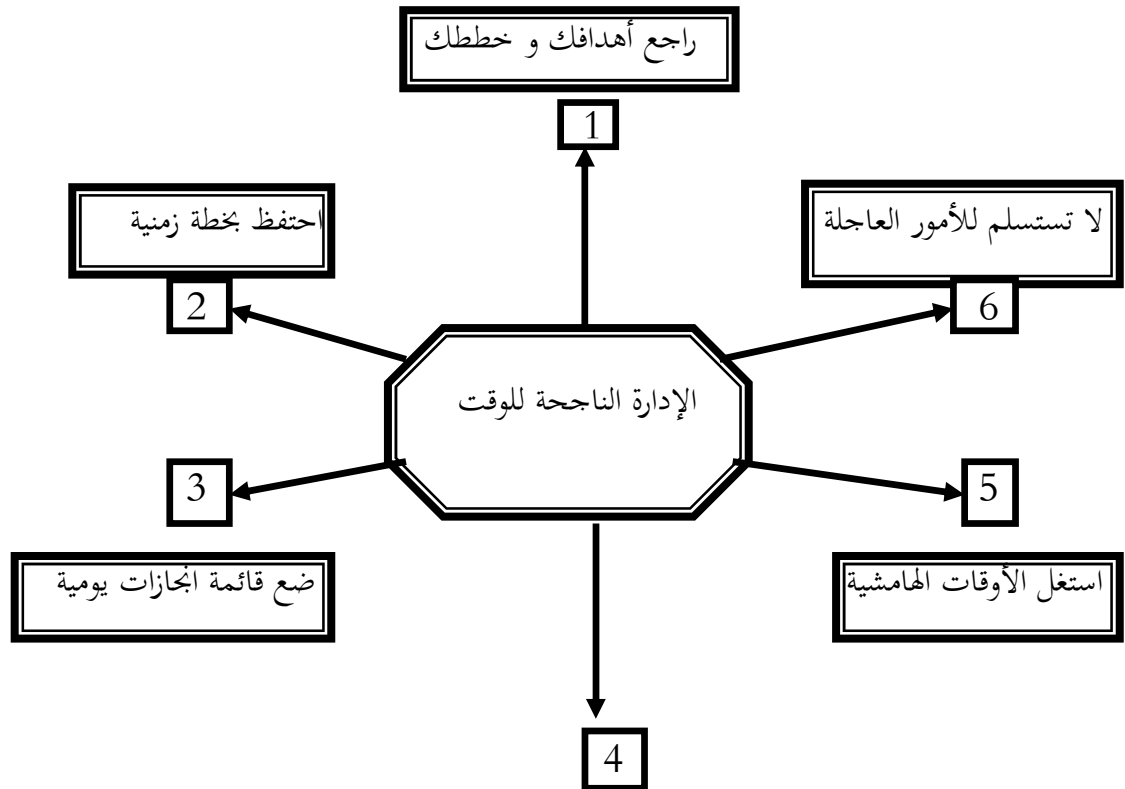 راجع أهدافك و خططك
1
احتفظ بخطة زمنية
2
لا تستسلم للأمور العاجلة
6
الإدارة الناجحة للوقت
3
ضع قائمة انجازات يومية
5
استغل الأوقات الهامشية
4